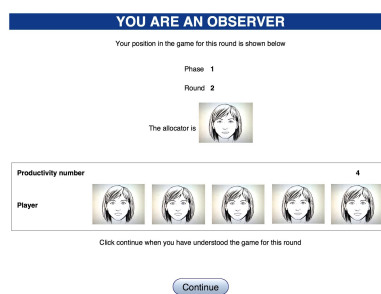 YOU ARE AN OBSERVER
Your position in the game for this round is shown below
Phase 1
Round 2
The allocator is
Productivity number 4
Player
Click continue when you have understood the game for this round
Continue